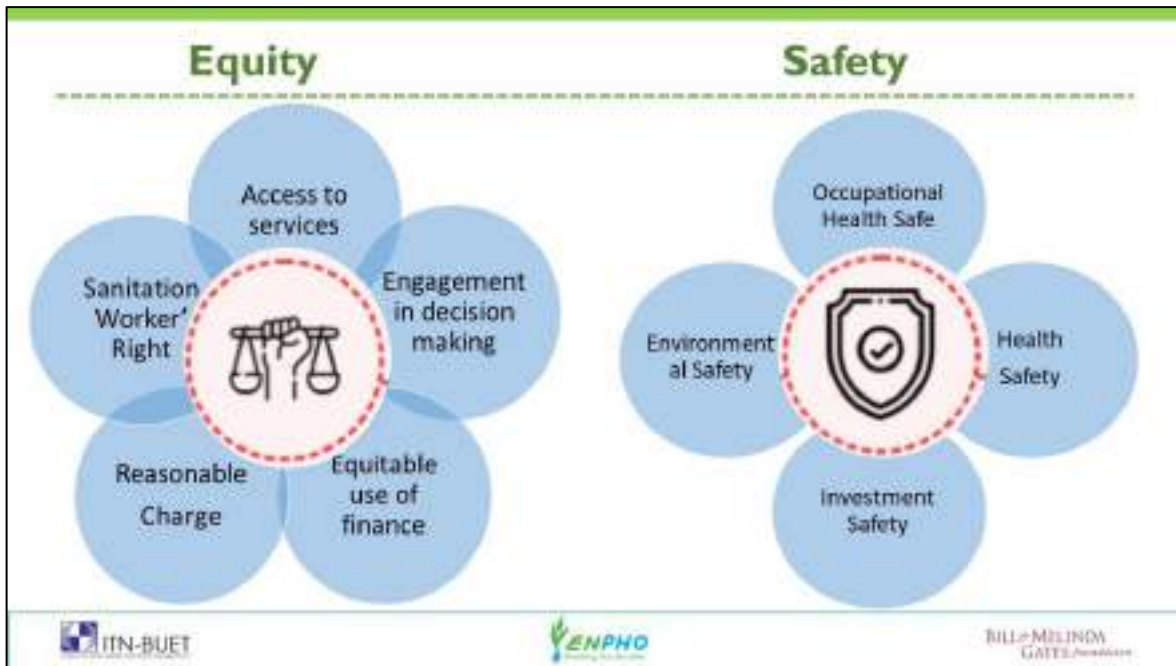 Equity
Safety
Access to
services
Engagement
in decision
making
Equitable
use of
finance
Reasonable
Charge
Sanitation
Worker'
Right
Occupational
Health Safe
Health
Safety
Investment
Safety
Environment
al Safety
ITN-BUET
ENPHO
BILL & MELINDA
GATES foundation